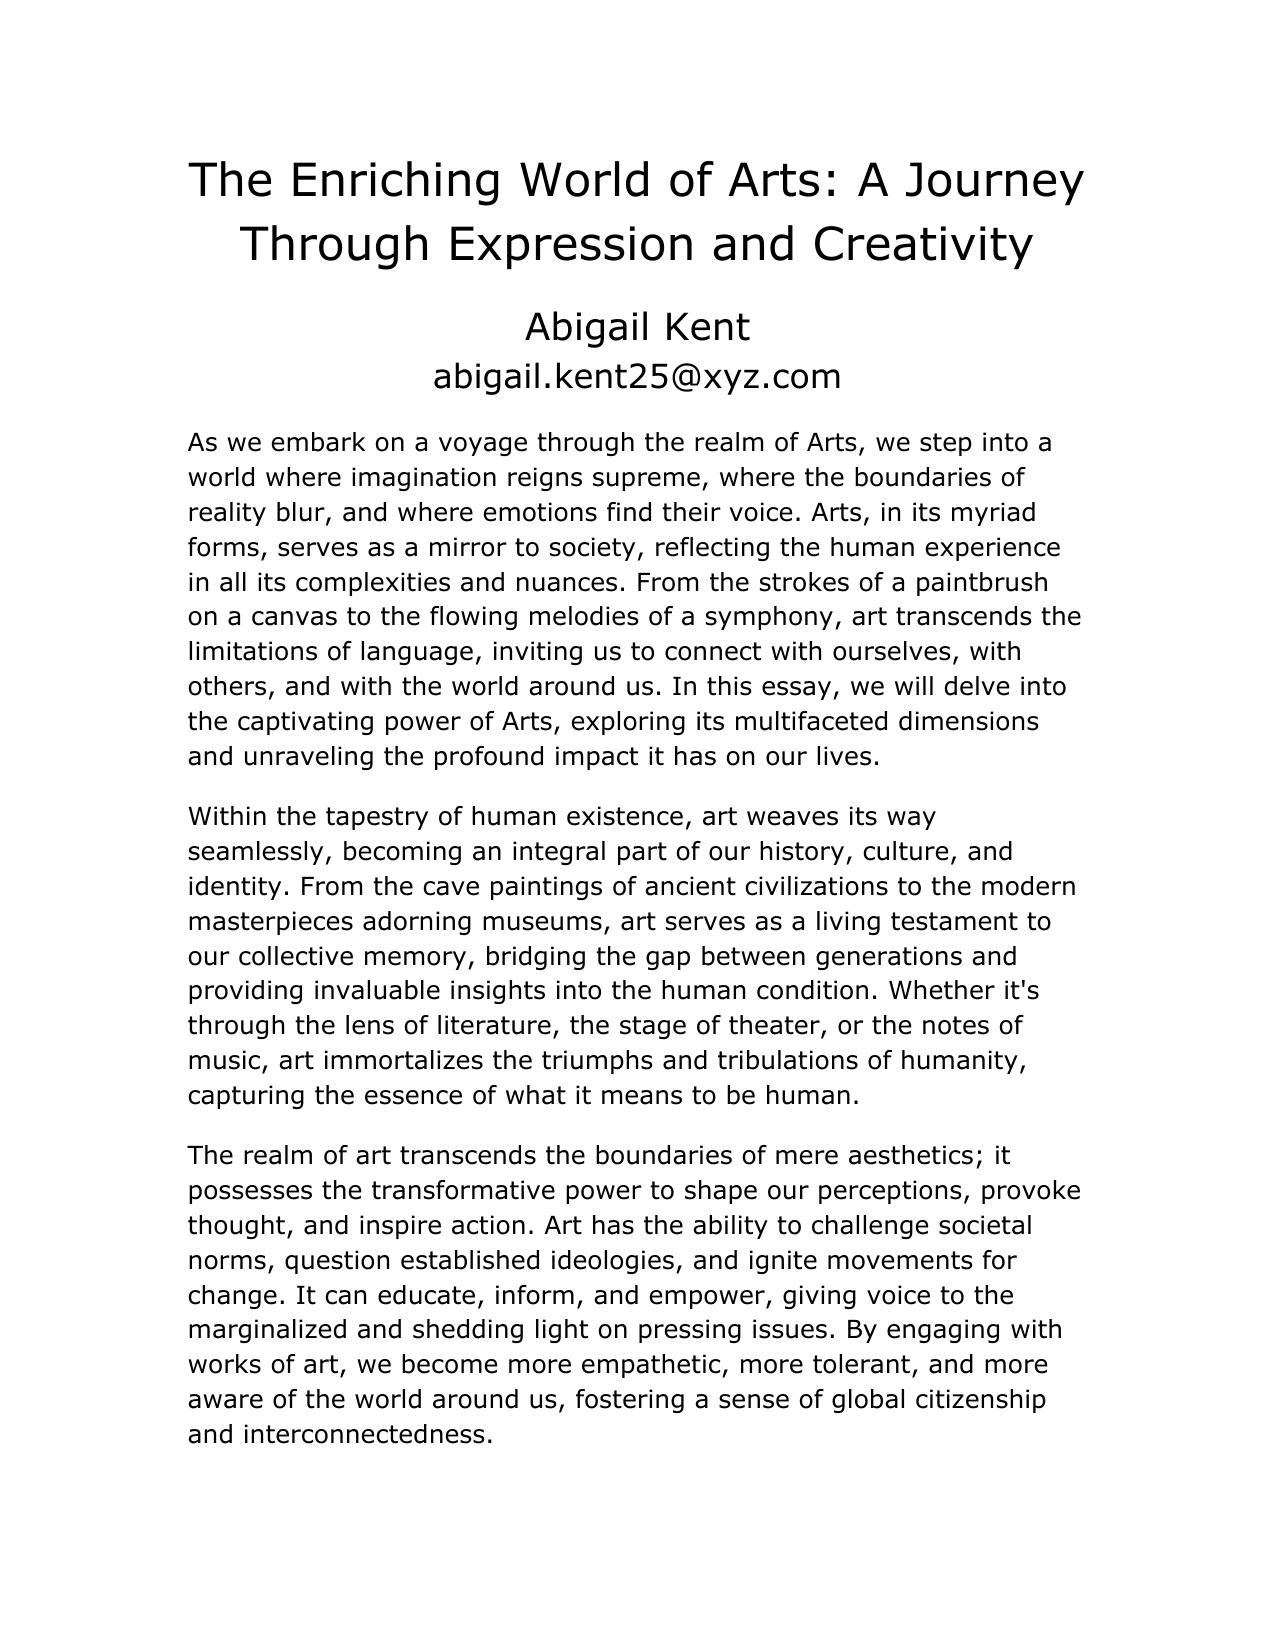 The Enriching World of Arts: A Journey
Through Expression and Creativity
Abigail Kent
abigail.kent25@xyz.com
As we embark on a voyage through the realm of Arts, we step into a
world where imagination reigns supreme, where the boundaries of
reality blur, and where emotions find their voice. Arts, in its myriad
forms, serves as a mirror to society, reflecting the human experience
in all its complexities and nuances. From the strokes of a paintbrush
on a canvas to the flowing melodies of a symphony, art transcends the
limitations of language, inviting us to connect with ourselves, with
others, and with the world around us. In this essay, we will delve into
the captivating power of Arts, exploring its multifaceted dimensions
and unraveling the profound impact it has on our lives.
Within the tapestry of human existence, art weaves its way
seamlessly, becoming an integral part of our history, culture, and
identity. From the cave paintings of ancient civilizations to the modern
masterpieces adorning museums, art serves as a living testament to
our collective memory, bridging the gap between generations and
providing invaluable insights into the human condition. Whether it's
through the lens of literature, the stage of theater, or the notes of
music, art immortalizes the triumphs and tribulations of humanity,
capturing the essence of what it means to be human.
The realm of art transcends the boundaries of mere aesthetics; it
possesses the transformative power to shape our perceptions, provoke
thought, and inspire action. Art has the ability to challenge societal
norms, question established ideologies, and ignite movements for
change. It can educate, inform, and empower, giving voice to the
marginalized and shedding light on pressing issues. By engaging with
works of art, we become more empathetic, more tolerant, and more
aware of the world around us, fostering a sense of global citizenship
and interconnectedness.